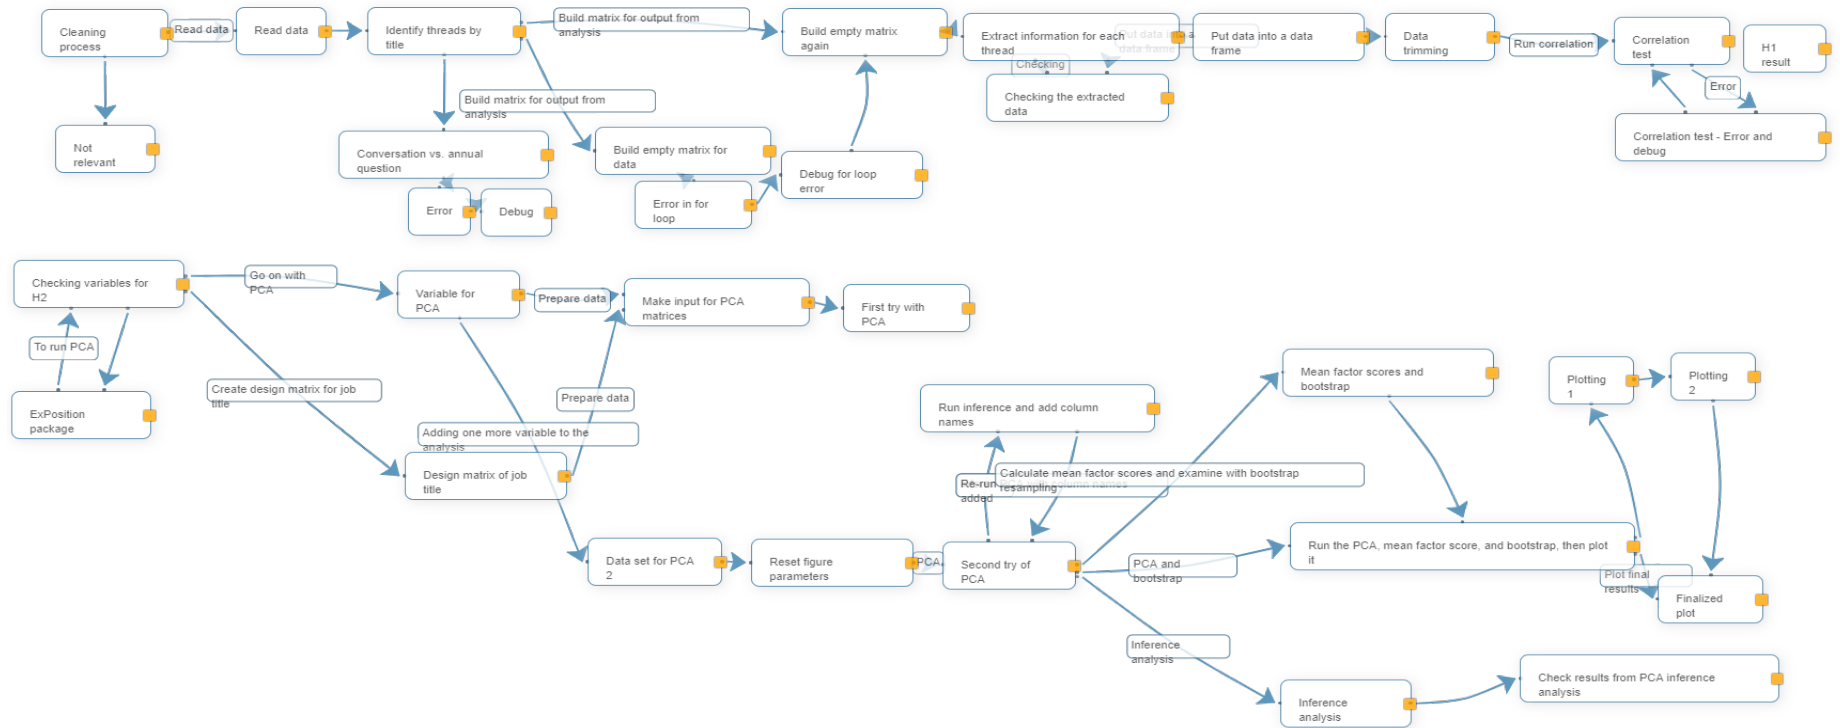 Cleaning
process
Read data
Read data
Identify threads by
title
Build matrix for output from
analysis
Build empty matrix
again
Extract information for each
thread
Put data into a
data frame
Put data into a data
frame
Data
trimming
Run correlation
Correlation
test
H1
result
Checking
Checking the extracted
data
Error
Correlation test - Error and
debug
Build matrix for output from
analysis
Not
relevant
Conversation vs. annual
question
Build empty matrix for
data
Debug for loop
error
Error
Debug
Error in for
loop
Checking variables for
H2
Go on with
PCA
Variable for
PCA
Prepare data
Make input for PCA
matrices
First try with
PCA
To run PCA
ExPosition
package
Create design matrix for job
title
Prepare data
Adding one more variable to the
analysis
Design matrix of job
title
Run inference and add column
names
Mean factor scores and
bootstrap
Plotting
1
Plotting
2
Calculate mean factor scores and examine with bootstrap
resampling
Re-run PCA with column names
added
Data set for PCA
2
Reset figure
parameters
PCA
Second try of
PCA
PCA and
bootstrap
Run the PCA, mean factor score, and bootstrap, then plot
it
Plot final
results
Finalized
plot
Inference
analysis
Inference
analysis
Check results from PCA inference
analysis